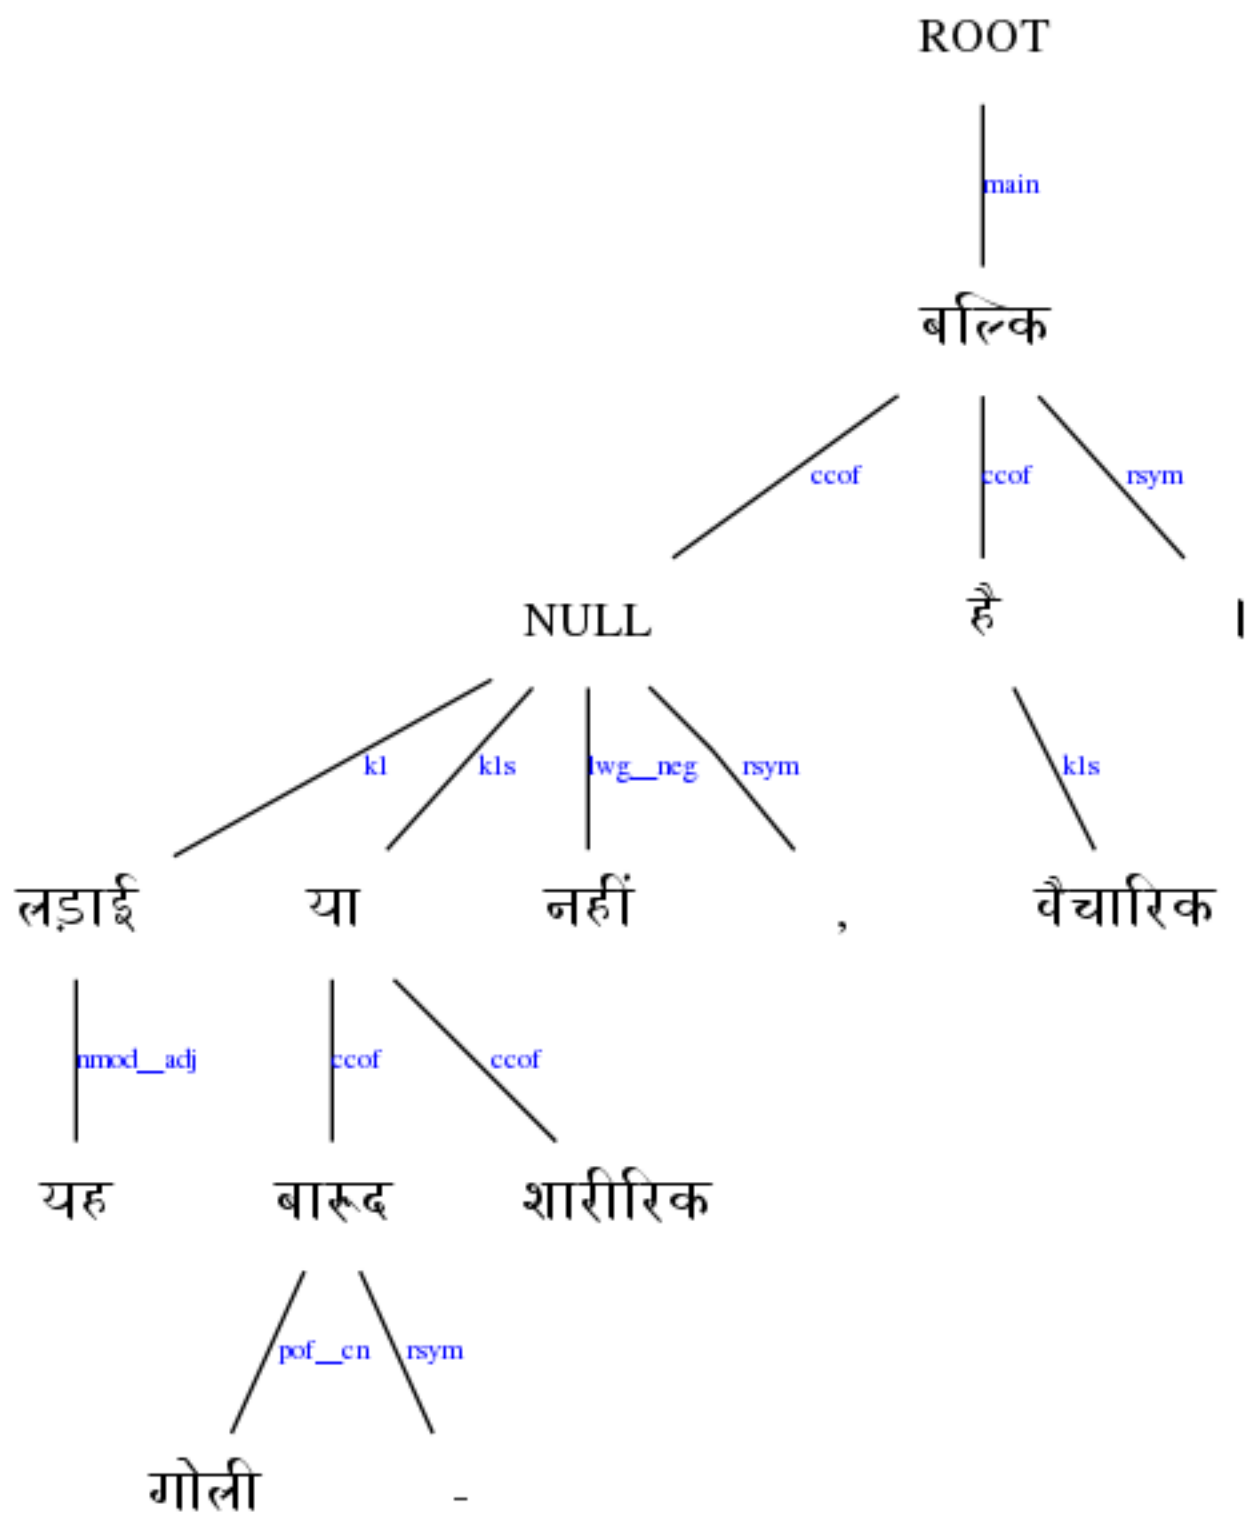 ROOT
main
बल्कि
ccof ccof rsym
NULL है ।
k1 k1s lwg__neg rsym k1s
लड़ाई या नहीं , वैचारिक
nmod__adj ccof ccof
यह बारूद शारीरिक
pof__cn rsym
गोली -